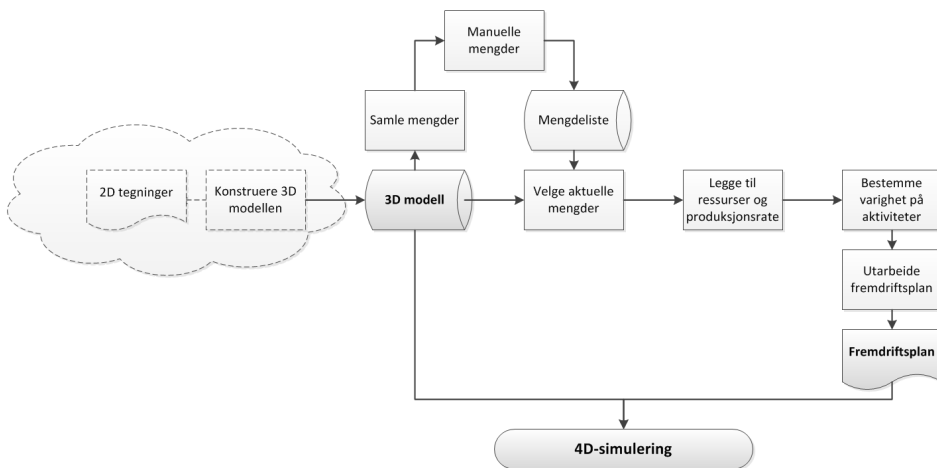 Manuelle
mengder
Samle mengder
Mengdeliste
2D tegninger
Konstruere 3D
modellen
3D modell
Velge aktuelle
mengder
Legge til
ressurser og
produksjonsrate
Bestemme
varighet på
aktiviteter
Utarbeide
fremdriftsplan
Fremdriftsplan
4D-simulering